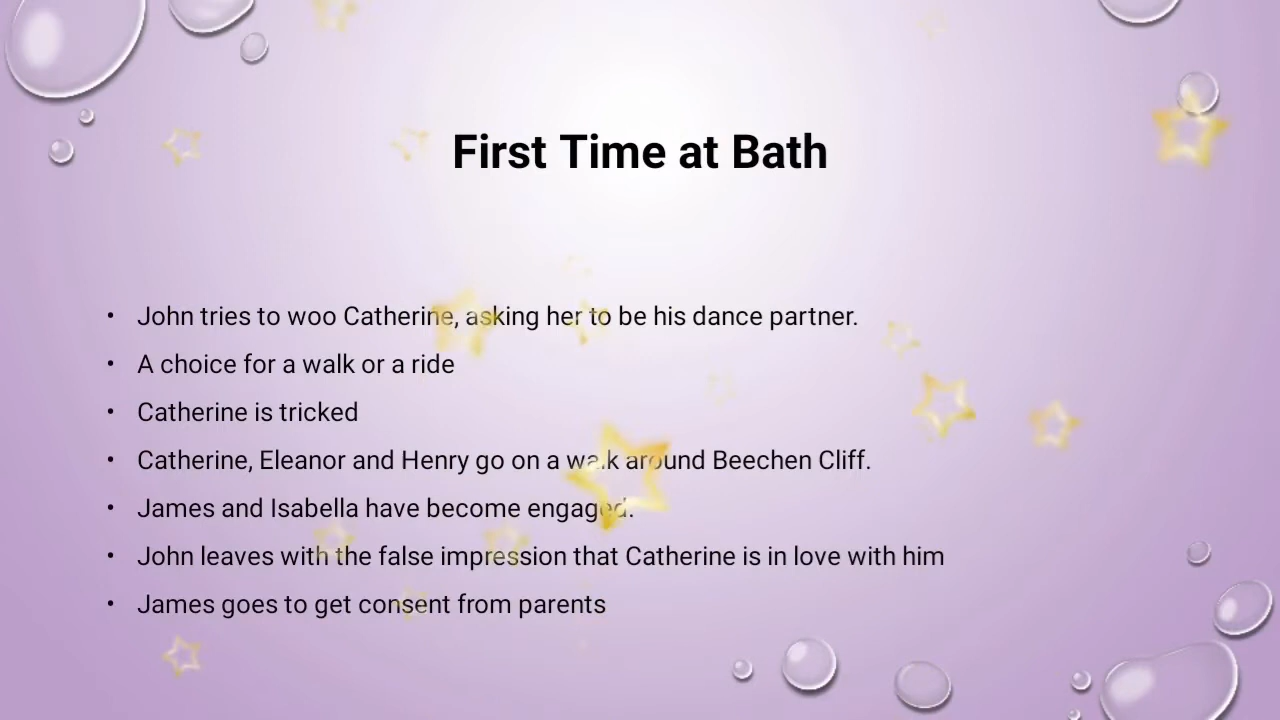 First Time at Bath
• John tries to woo Catherine, asking her to be his dance partner.
• A choice for a walk or a ride
• Catherine is tricked
• Catherine, Eleanor and Henry go on a walk around Beechen Cliff.
• James and Isabella have become engaged.
• John leaves with the false impression that Catherine is in love with him
• James goes to get consent from parents